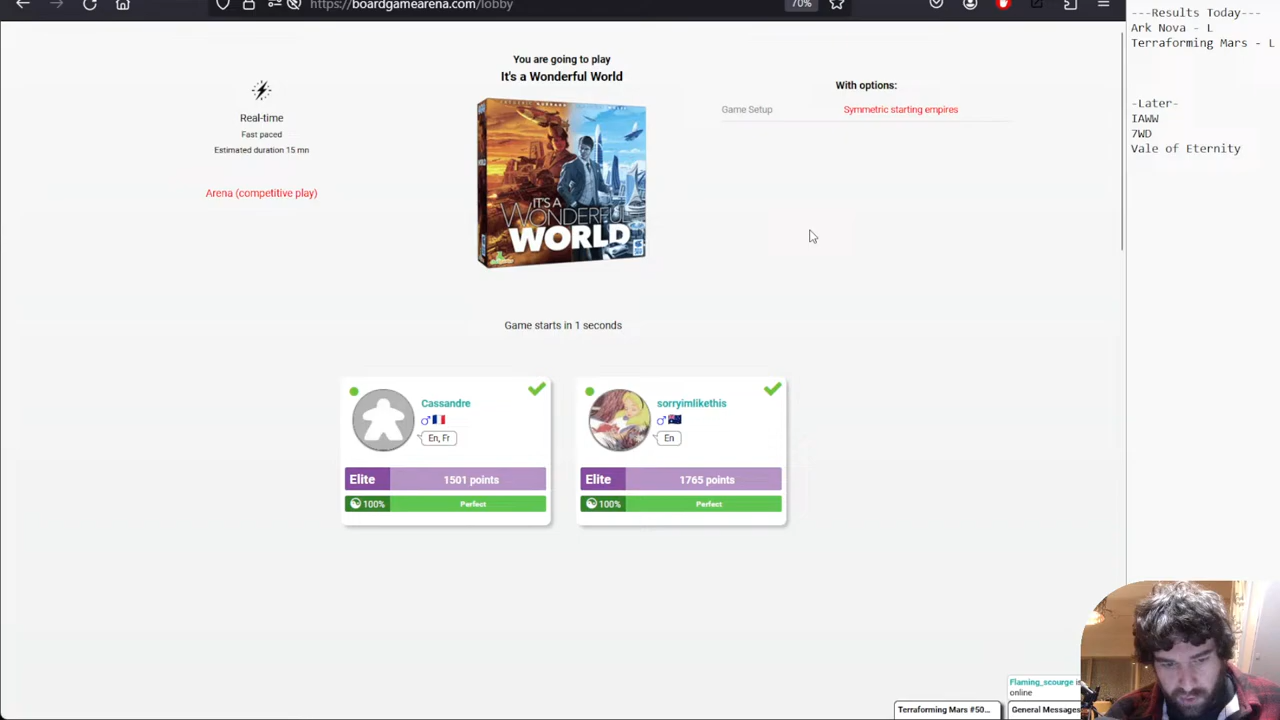 https://boardgamearena.com/lobby
70%
---Results Today---
Ark Nova - L
Terraforming Mars - L
-Later-
IAWW
7WD
Vale of Eternity
You are going to play
It's a Wonderful World
Real-time
Fast paced
Estimated duration 15 mn
Arena (competitive play)
With options:
Game Setup
Symmetric starting empires
IT'S A
WONDERFUL
WORLD
Game starts in 1 seconds
Cassandre
En, Fr
Elite
1501 points
100%
Perfect
sorryimlikethis
En
Elite
1765 points
100%
Perfect
Flaming_scourge is
online
Terraforming Mars #50...
General Messages